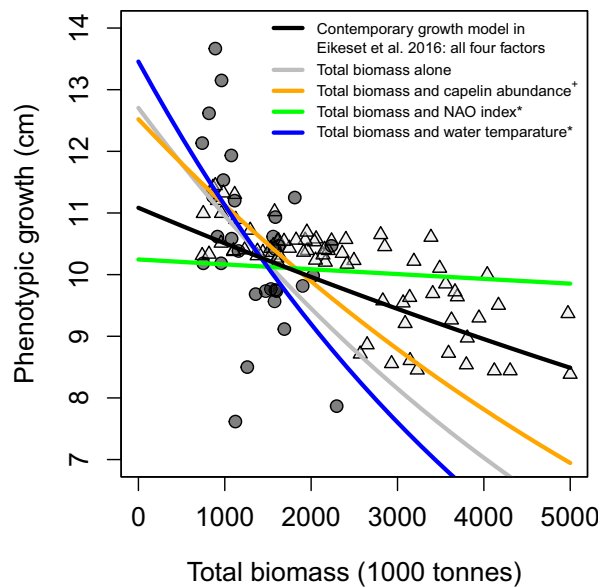 Contemporary growth model in
Eikeset et al. 2016: all four factors
Total biomass alone
Total biomass and capelin abundance⁺
Total biomass and NAO index*
Total biomass and water temparature*
Phenotypic growth (cm)
14
13
12
11
10
9
8
7
0 1000 2000 3000 4000 5000
Total biomass (1000 tonnes)